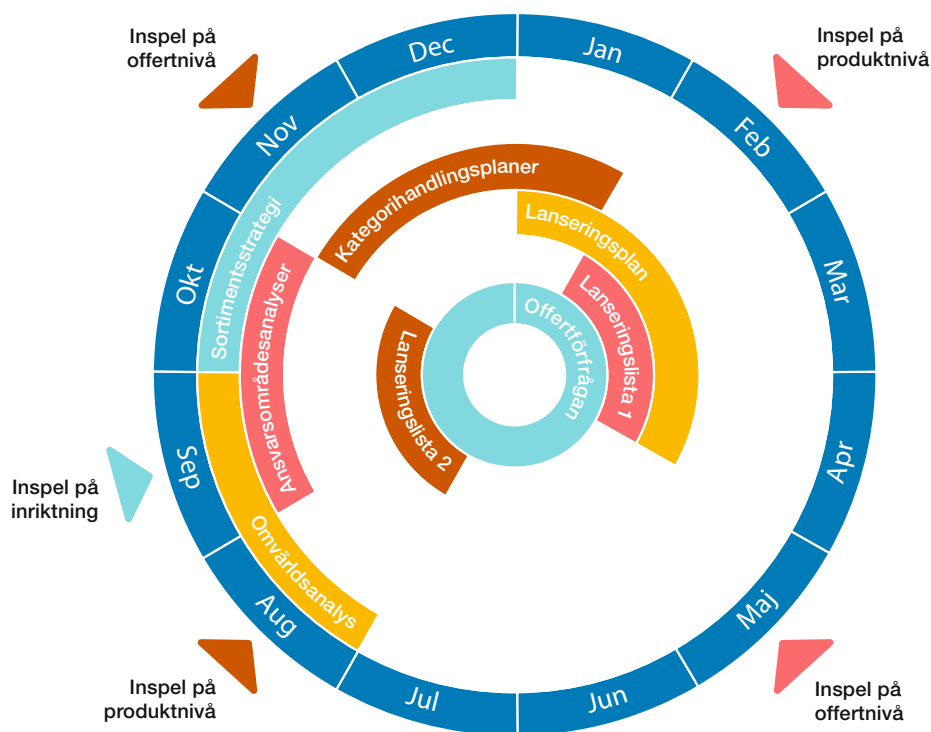 Inspel på
offertnivå
Inspel på
produktnivå
Jan
Feb
Mar
Apr
Maj
Jun
Jul
Aug
Sep
Okt
Nov
Dec
Sortimentsstrategi
Ansvarsområdesanalyser
Omvärldsanalys
Kategorihandlingsplaner
Lanseringsplan
Lanseringslista 1
Offertförfrågan
Lanseringslista 2
Inspel på
inriktning
Inspel på
produktnivå
Inspel på
offertnivå